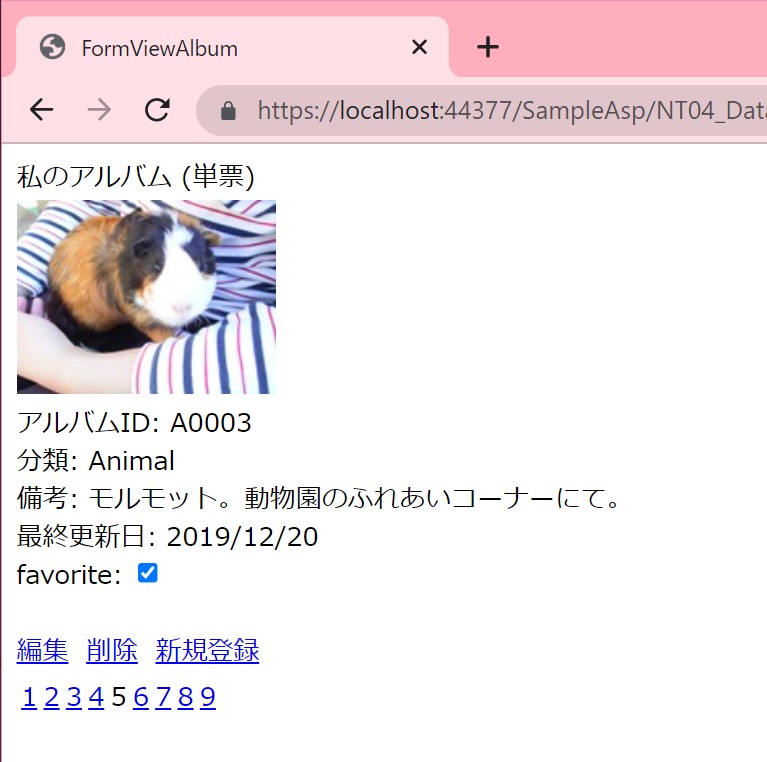 FormViewAlbum
https://localhost:44377/SampleAsp/NT04_Data
私のアルバム (単票)
アルバムID: A0003
分類: Animal
備考: モルモット。動物園のふれあいコーナーにて。
最終更新日: 2019/12/20
favorite:
編集 削除 新規登録
1 2 3 4 5 6 7 8 9